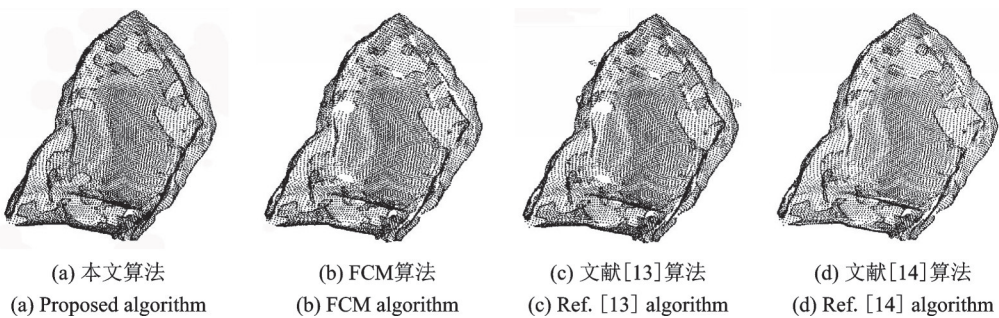 (a) 本文算法
(b) FCM算法
(c) 文献[13]算法
(d) 文献[14]算法
(a) Proposed algorithm
(b) FCM algorithm
(c) Ref. [13] algorithm
(d) Ref. [14] algorithm